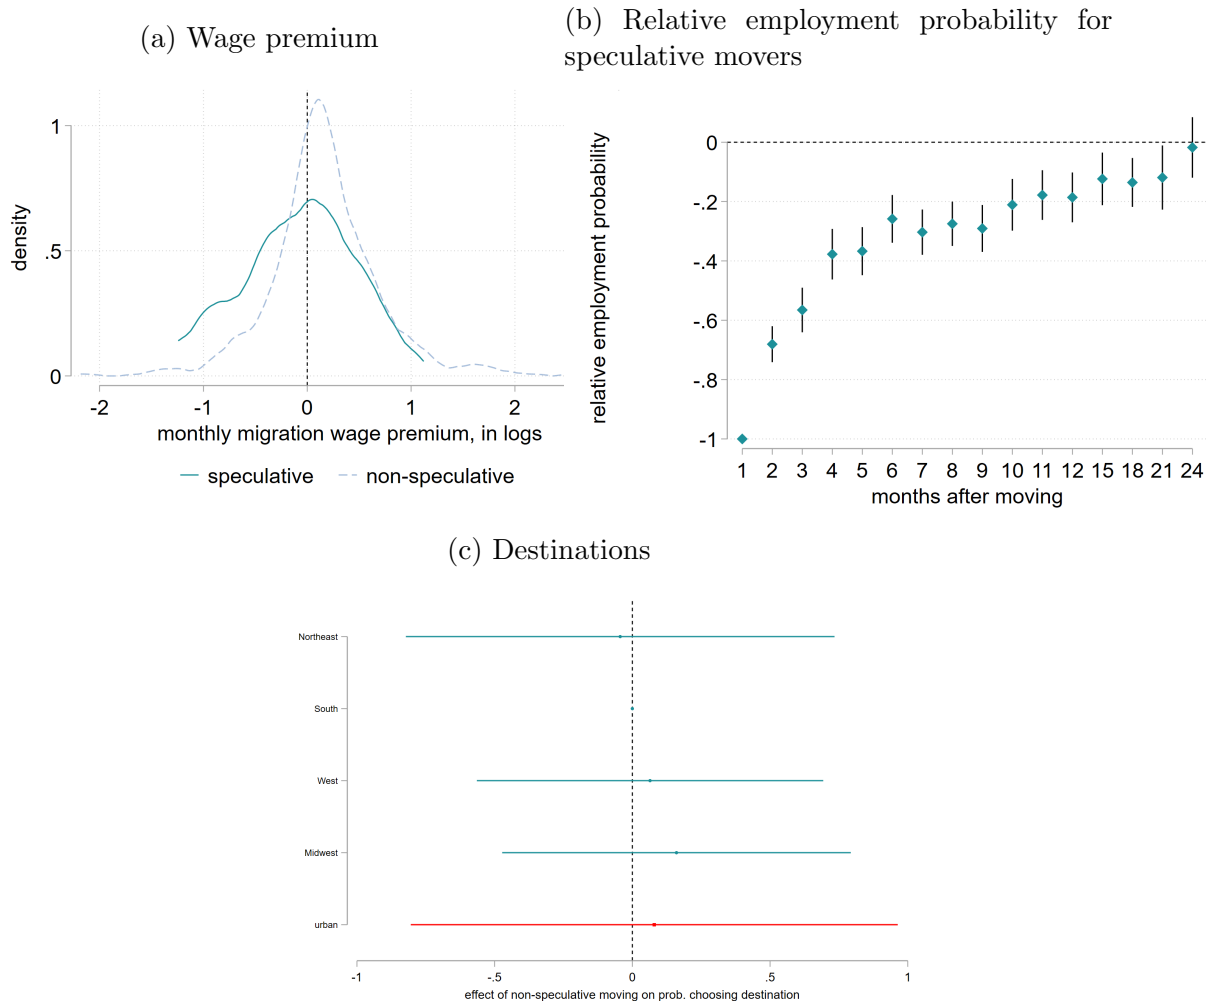 (a) Wage premium
density
1
.5
0
-2 -1 0 1 2
monthly migration wage premium, in logs
speculative non-speculative
(b) Relative employment probability for
speculative movers
relative employment probability
0
-.2
-.4
-.6
-.8
-1
1 2 3 4 5 6 7 8 9 10 11 12 15 18 21 24
months after moving
(c) Destinations
Northeast
South
West
Midwest
urban
-1 -.5 0 .5 1
effect of non-speculative moving on prob. choosing destination